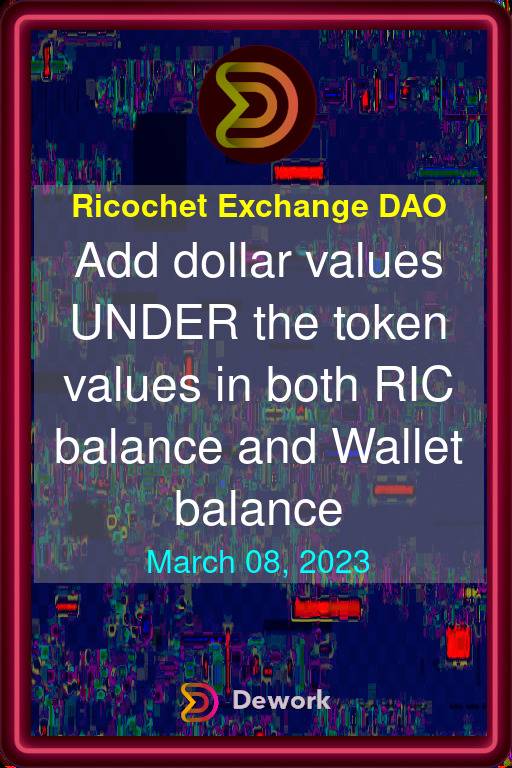 Ricochet Exchange DAO
Add dollar values
UNDER the token
values in both RIC
balance and Wallet
balance
March 08, 2023
Dework